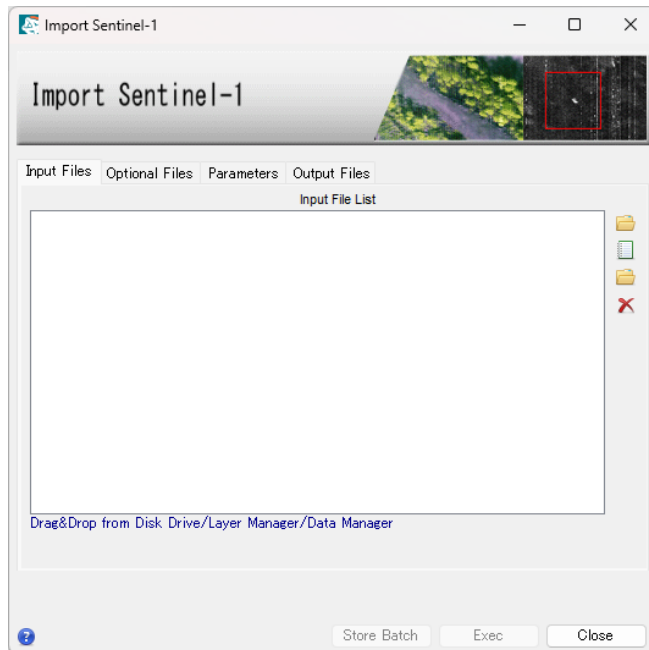 Import Sentinel-1
Import Sentinel-1
Input Files Optional Files Parameters Output Files
Input File List
Drag&Drop from Disk Drive/Layer Manager/Data Manager
Store Batch Exec Close